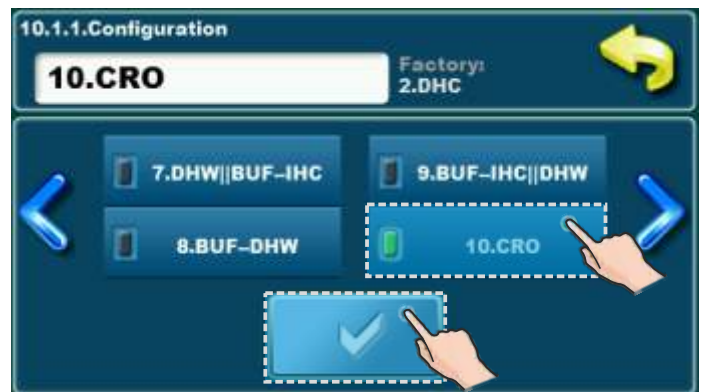 10.1.1.Configuration
10.CRO
Factory:
2.DHC
7.DHW||BUF–IHC
9.BUF–IHC||DHW
8.BUF–DHW
10.CRO